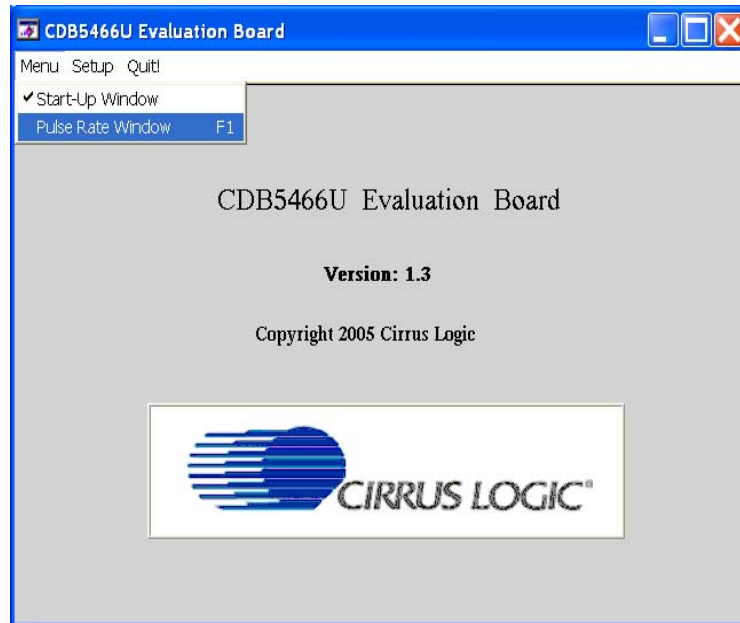 CDB5466U Evaluation Board
Menu Setup Quit!
✓Start-Up Window
Pulse Rate Window F1
CDB5466U Evaluation Board
Version: 1.3
Copyright 2005 Cirrus Logic
CIRRUS LOGIC®